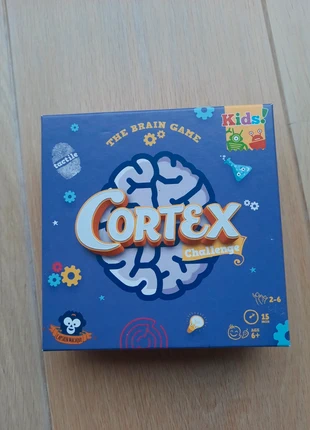 THE BRAIN GAME
Kids!
tactile
CORTEX
Challenge
2-6
15
6+